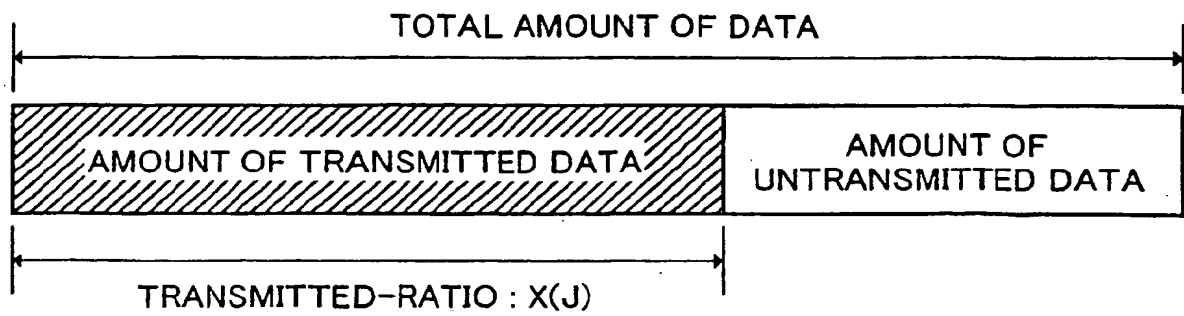 TOTAL AMOUNT OF DATA
AMOUNT OF TRANSMITTED DATA
AMOUNT OF
UNTRANSMITTED DATA
TRANSMITTED-RATIO : X(J)